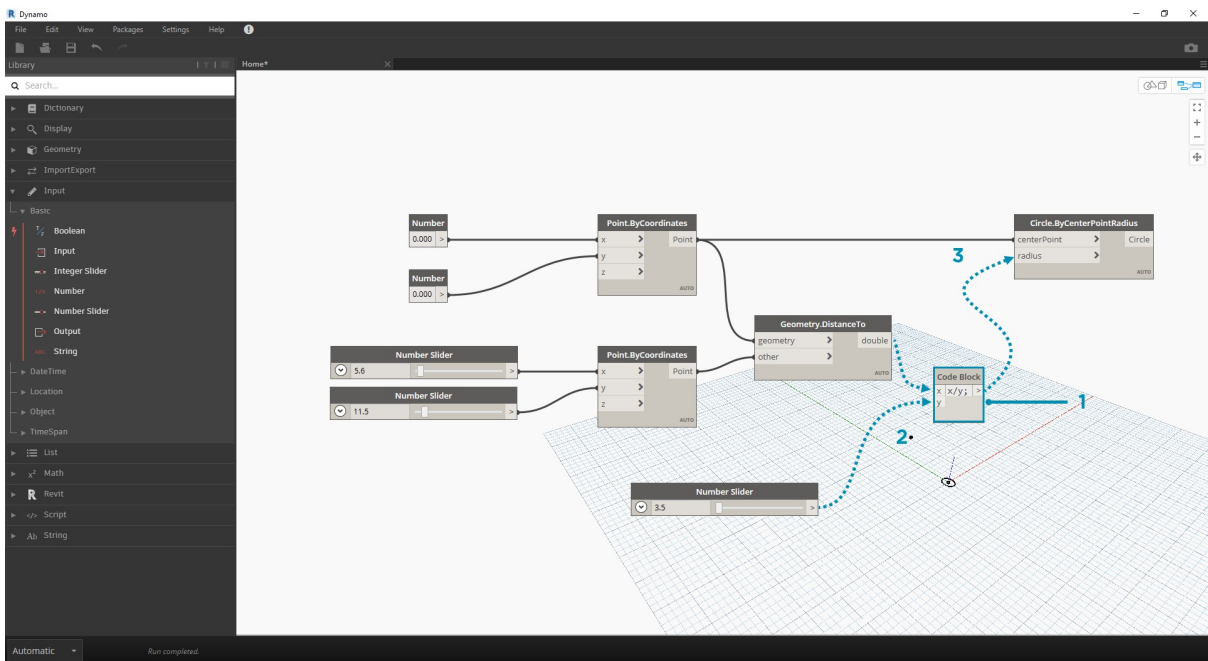 R Dynamo
File Edit View Packages Settings Help
Library
Home*
Search...
Dictionary
Display
Geometry
ImportExport
Input
Basic
Boolean
Input
Integer Slider
Number
Number Slider
Output
String
DateTime
Location
Object
TimeSpan
List
Math
R Revit
Script
Ab String
Automatic
Run completed.
Number
0.000 >
Number
0.000 >
Point.ByCoordinates
x > Point
y >
z >
AUTO
Number Slider
5.6 >
Number Slider
11.5 >
Point.ByCoordinates
x > Point
y >
z >
AUTO
Geometry.DistanceTo
geometry > double
other >
AUTO
Number Slider
3.5 >
Code Block
x x/y; >
y
Circle.ByCenterPointRadius
centerPoint > Circle
radius >
AUTO
1
2
3